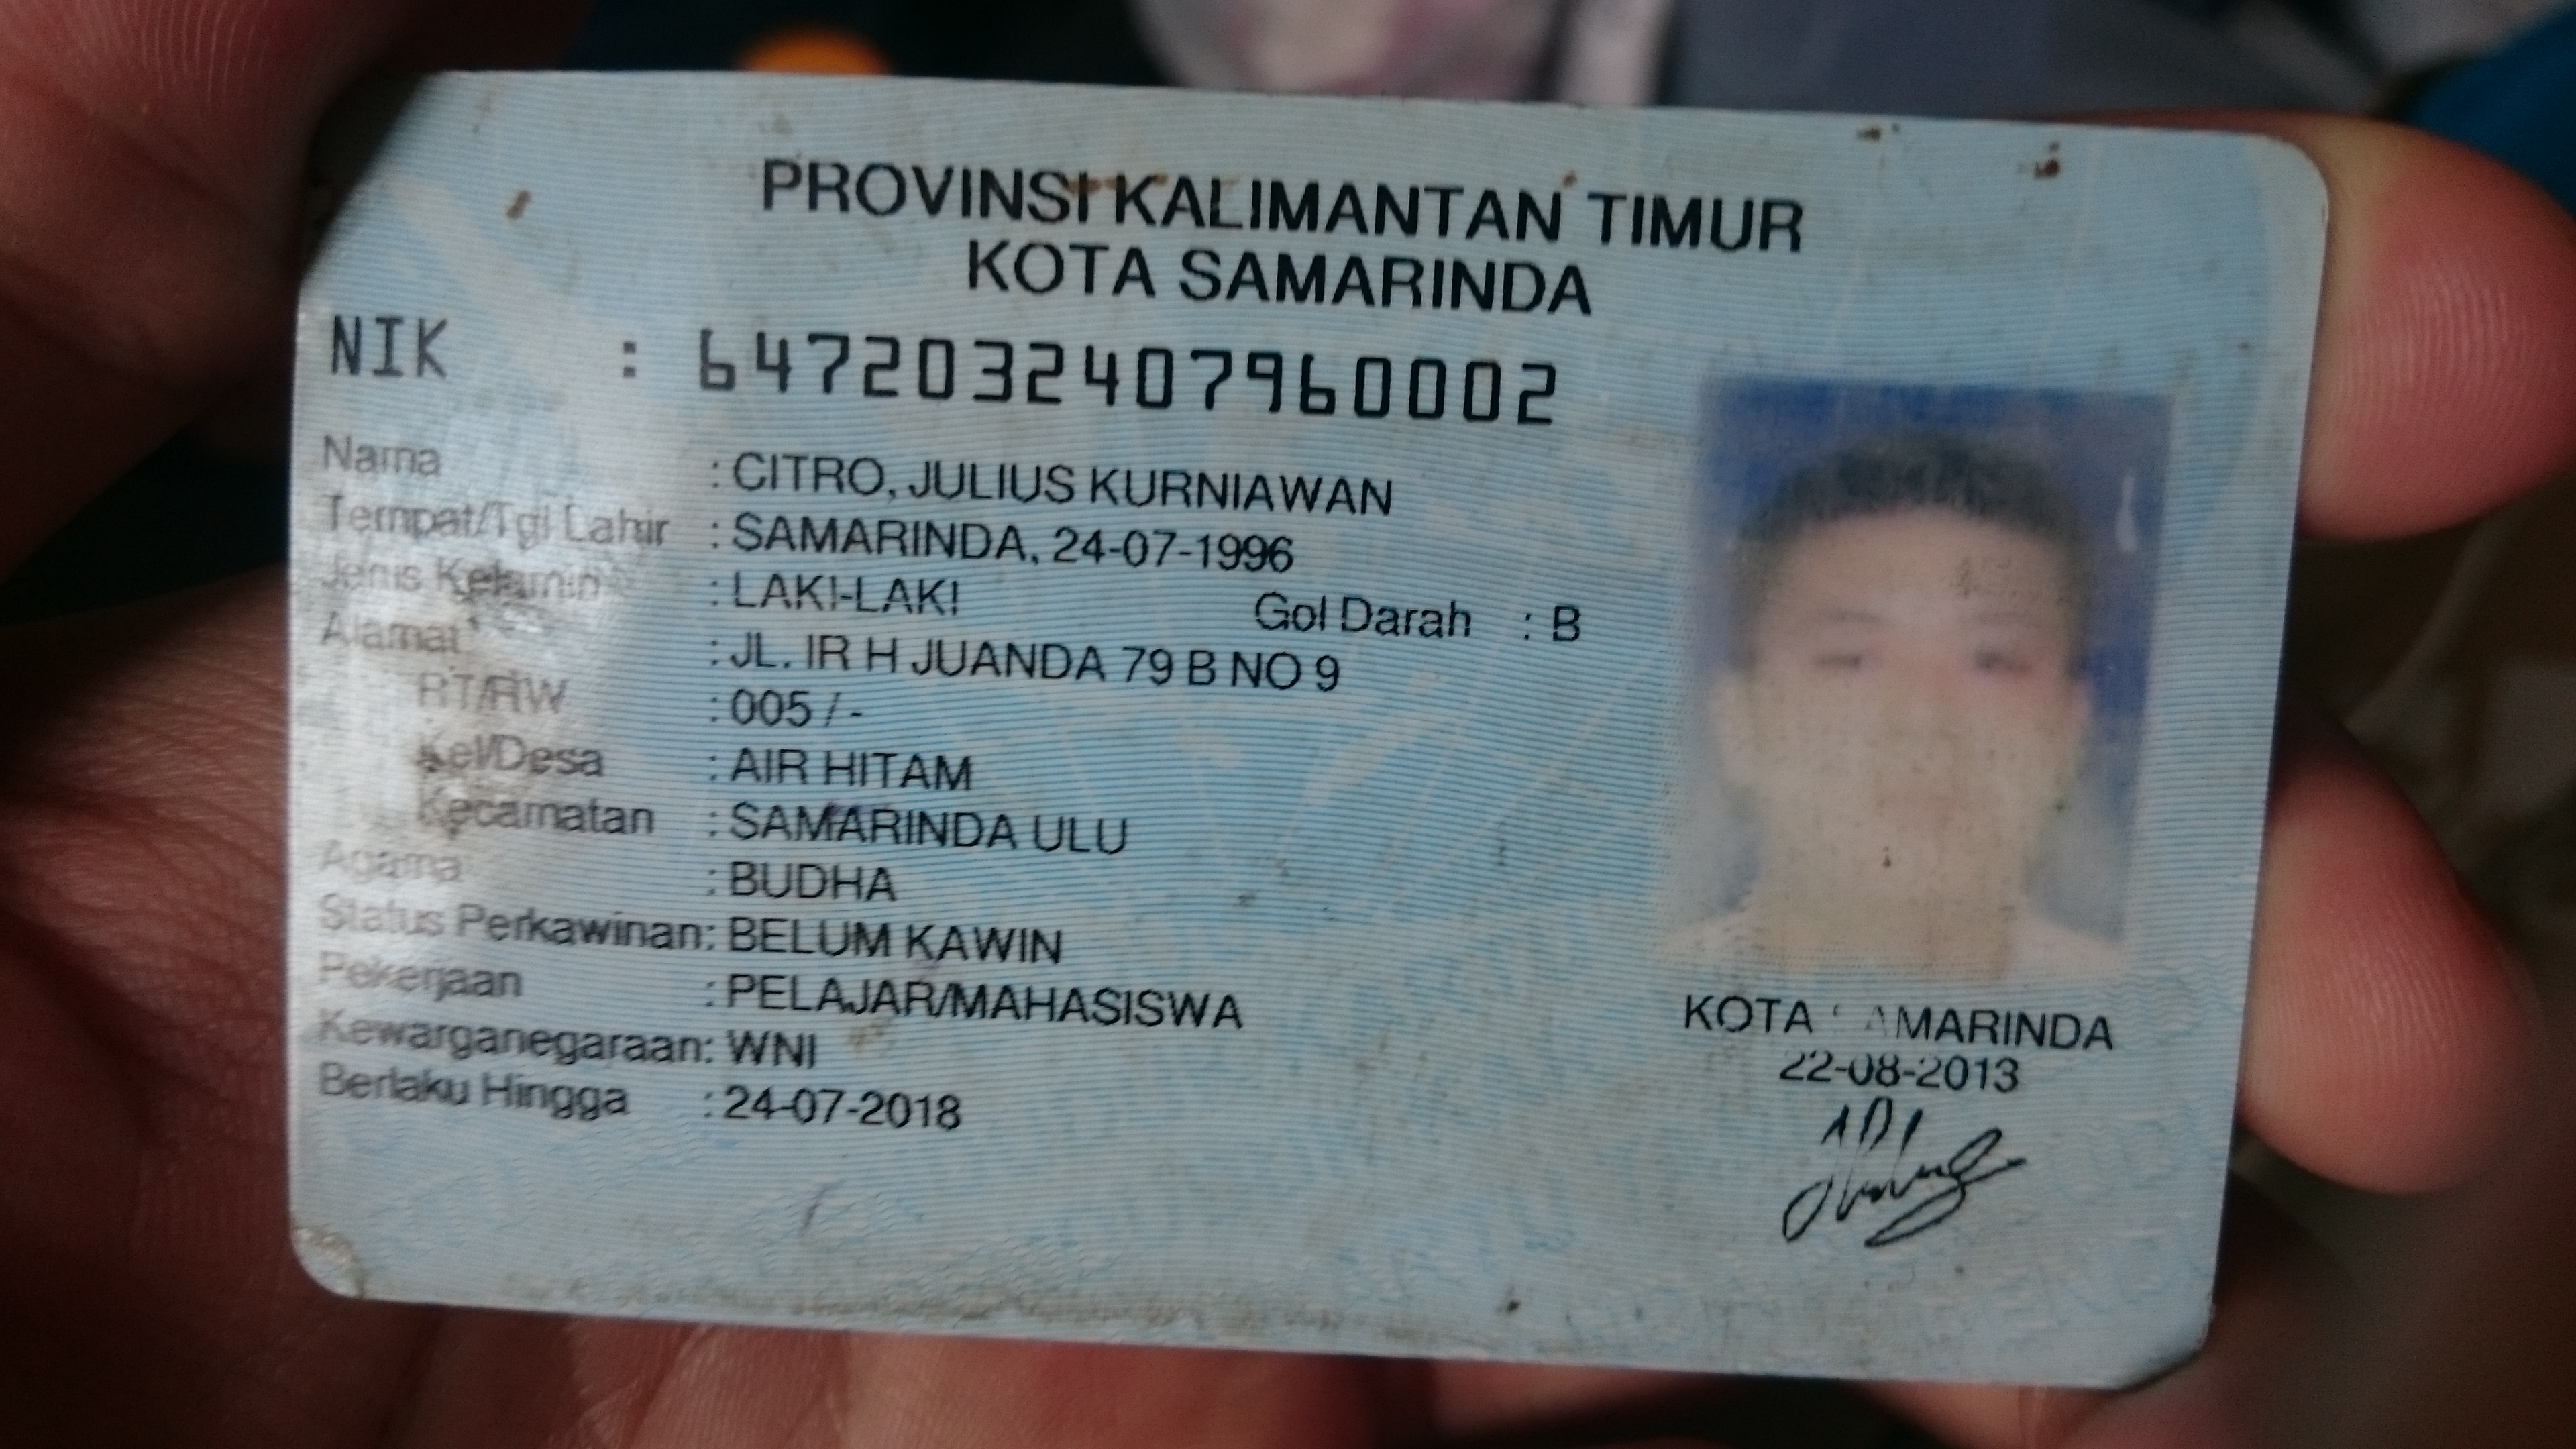 PROVINSI KALIMANTAN TIMUR
KOTA SAMARINDA
NIK : 6472032407960002
Nama : CITRO, JULIUS KURNIAWAN
Tempat/Tgl Lahir : SAMARINDA, 24-07-1996
Jenis Kelamin : LAKI-LAKI Gol Darah : B
Alamat : JL. IR H JUANDA 79 B NO 9
RT/RW : 005 / -
Kel/Desa : AIR HITAM
Kecamatan : SAMARINDA ULU
Agama : BUDHA
Status Perkawinan: BELUM KAWIN
Pekerjaan : PELAJAR/MAHASISWA
Kewarganegaraan: WNI
Berlaku Hingga : 24-07-2018
KOTA SAMARINDA
22-08-2013